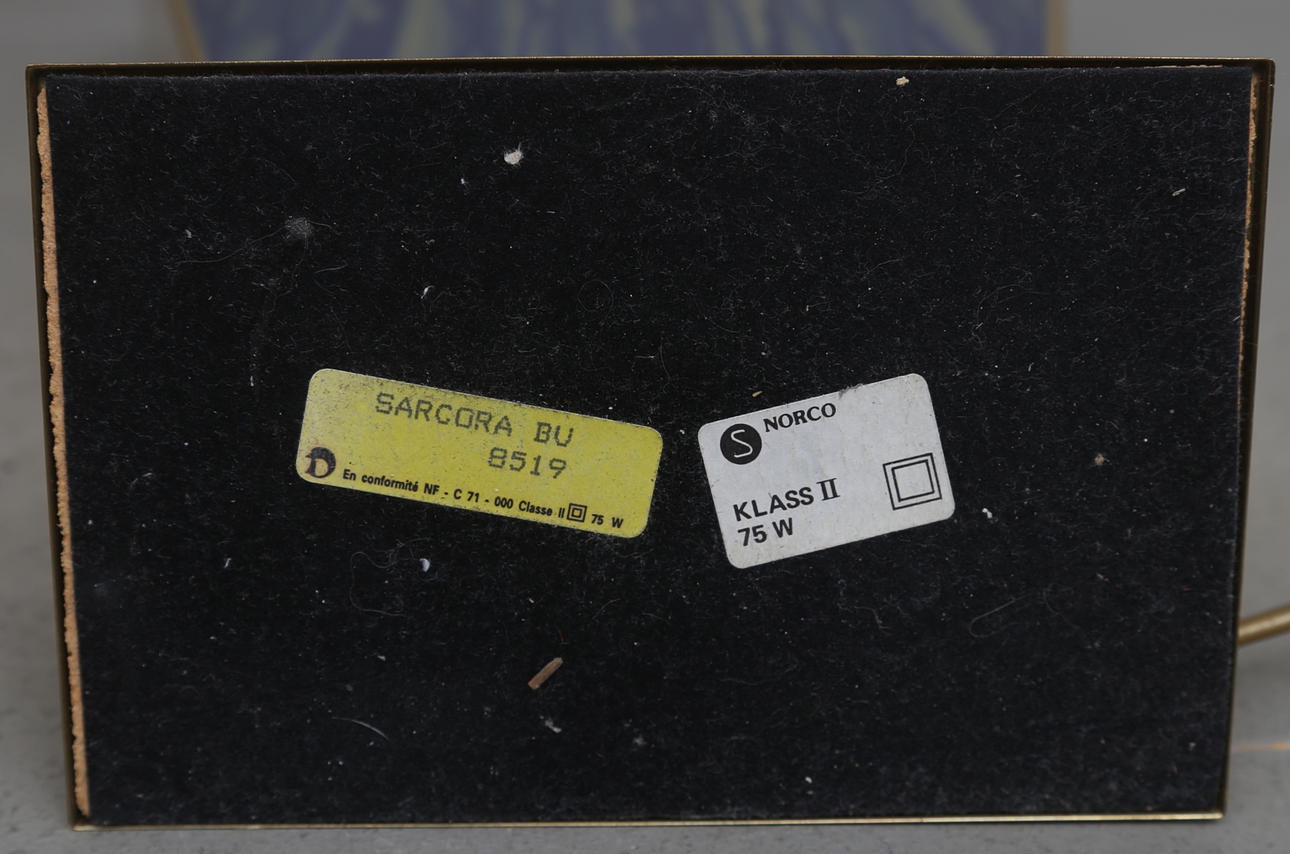 SARCORA BU
8519
D En conformité NF - C 71 - 000 Classe II 75 W
S NORCO
KLASS II
75 W